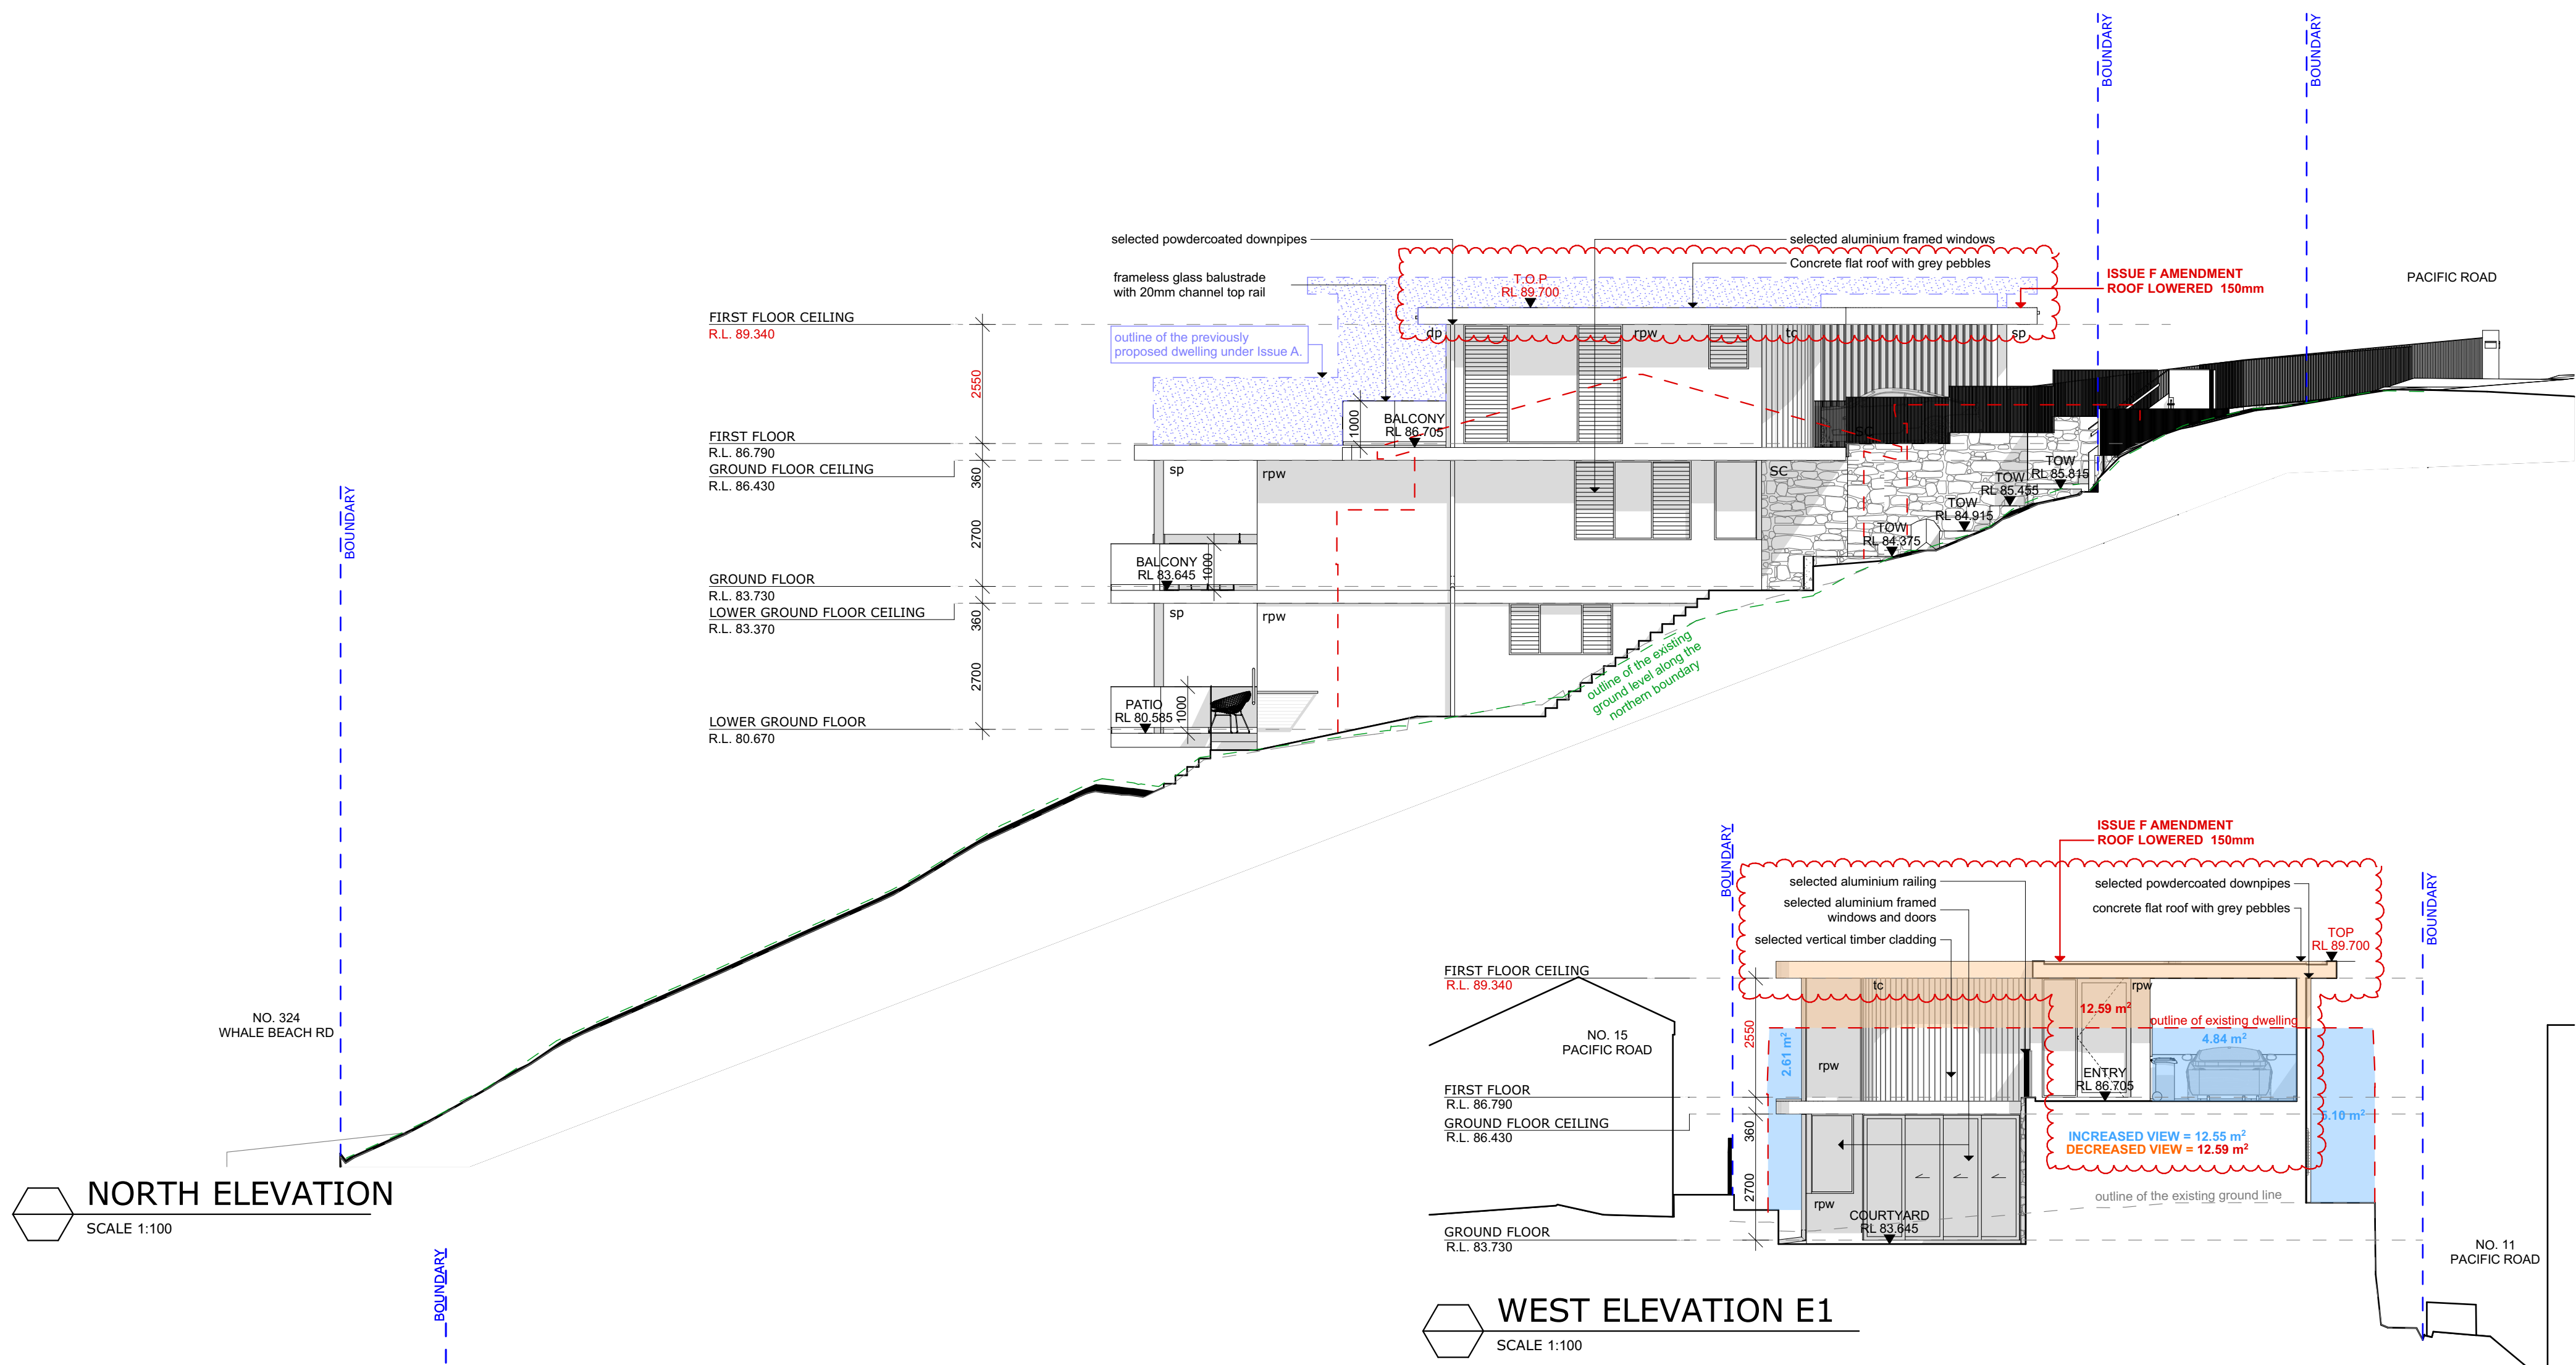 BOUNDARY
BOUNDARY
selected powdercoated downpipes
selected aluminium framed windows
frameless glass balustrade
with 20mm channel top rail
Concrete flat roof with grey pebbles
T.O.P
RL 89.700
ISSUE F AMENDMENT
ROOF LOWERED 150mm
PACIFIC ROAD
FIRST FLOOR CEILING
R.L. 89.340
outline of the previously
proposed dwelling under Issue A.
dp
rpw
tc
sp
2550
1000
BALCONY
RL 86.705
FIRST FLOOR
R.L. 86.790
GROUND FLOOR CEILING
R.L. 86.430
360
sp
rpw
SC
SC
TOW
RL 85.815
TOW
RL 85.455
TOW
RL 84.915
TOW
RL 84.375
BOUNDARY
2700
BALCONY
RL 83.645
1000
GROUND FLOOR
R.L. 83.730
LOWER GROUND FLOOR CEILING
R.L. 83.370
360
sp
rpw
2700
outline of the existing
ground level along the
northern boundary
PATIO
RL 80.585
1000
LOWER GROUND FLOOR
R.L. 80.670
NO. 324
WHALE BEACH RD
NORTH ELEVATION
SCALE 1:100
BOUNDARY
BOUNDARY
ISSUE F AMENDMENT
ROOF LOWERED 150mm
selected aluminium railing
selected powdercoated downpipes
selected aluminium framed
windows and doors
concrete flat roof with grey pebbles
selected vertical timber cladding
TOP
RL 89.700
BOUNDARY
FIRST FLOOR CEILING
R.L. 89.340
tc
rpw
12.59 m²
outline of existing dwelling
4.84 m²
NO. 15
PACIFIC ROAD
2550
2.61 m²
rpw
ENTRY
RL 86.705
FIRST FLOOR
R.L. 86.790
GROUND FLOOR CEILING
R.L. 86.430
360
5.10 m²
INCREASED VIEW = 12.55 m²
DECREASED VIEW = 12.59 m²
2700
rpw
outline of the existing ground line
COURTYARD
RL 83.645
GROUND FLOOR
R.L. 83.730
NO. 11
PACIFIC ROAD
WEST ELEVATION E1
SCALE 1:100